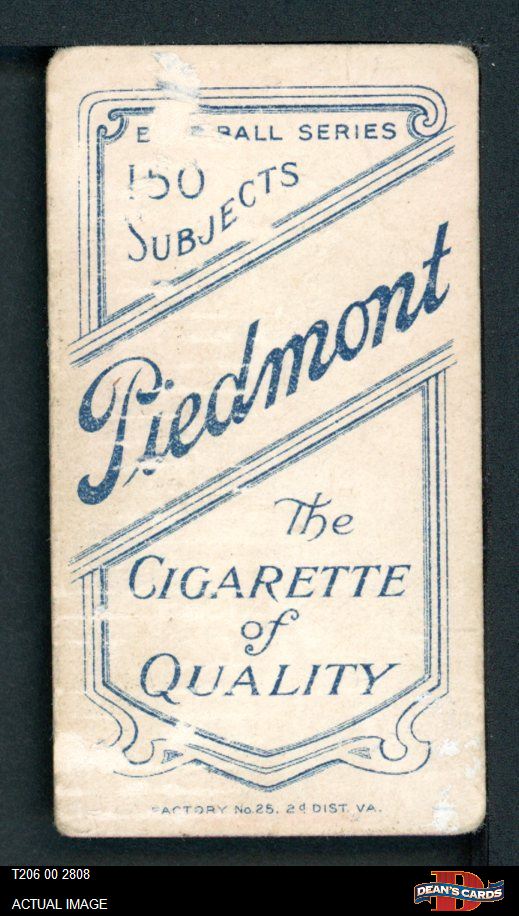 BALL SERIES
150
SUBJECTS
Piedmont
The
CIGARETTE
of
QUALITY
FACTORY No. 25. 2d DIST. VA.
T206 00 2808
ACTUAL IMAGE
D
DEAN'S CARDS